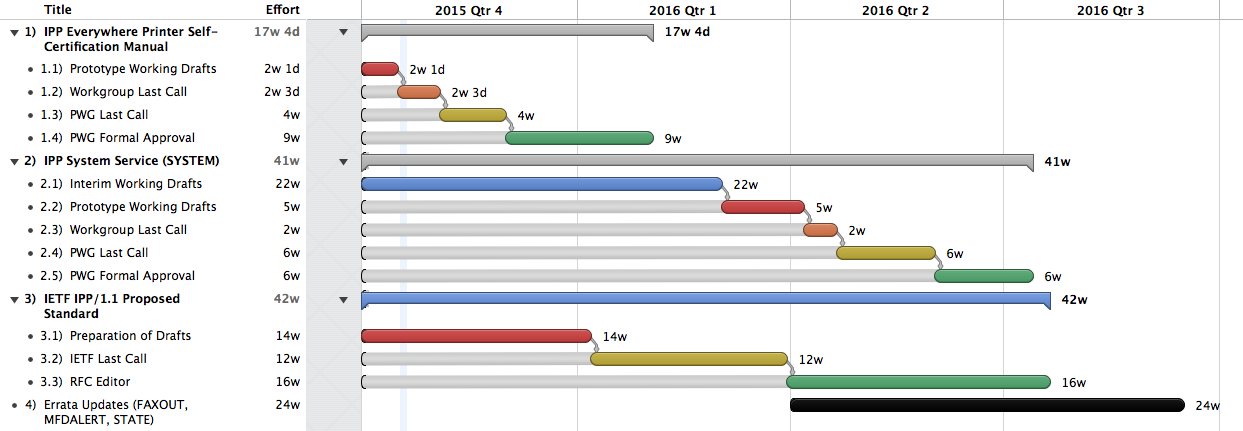 Title Effort 2015 Qtr 4 2016 Qtr 1 2016 Qtr 2 2016 Qtr 3
1) IPP Everywhere Printer Self- 17w 4d 17w 4d
Certification Manual
1.1) Prototype Working Drafts 2w 1d 2w 1d
1.2) Workgroup Last Call 2w 3d 2w 3d
1.3) PWG Last Call 4w 4w
1.4) PWG Formal Approval 9w 9w
2) IPP System Service (SYSTEM) 41w 41w
2.1) Interim Working Drafts 22w 22w
2.2) Prototype Working Drafts 5w 5w
2.3) Workgroup Last Call 2w 2w
2.4) PWG Last Call 6w 6w
2.5) PWG Formal Approval 6w 6w
3) IETF IPP/1.1 Proposed 42w 42w
Standard
3.1) Preparation of Drafts 14w 14w
3.2) IETF Last Call 12w 12w
3.3) RFC Editor 16w 16w
4) Errata Updates (FAXOUT, 24w 24w
MFDALERT, STATE)